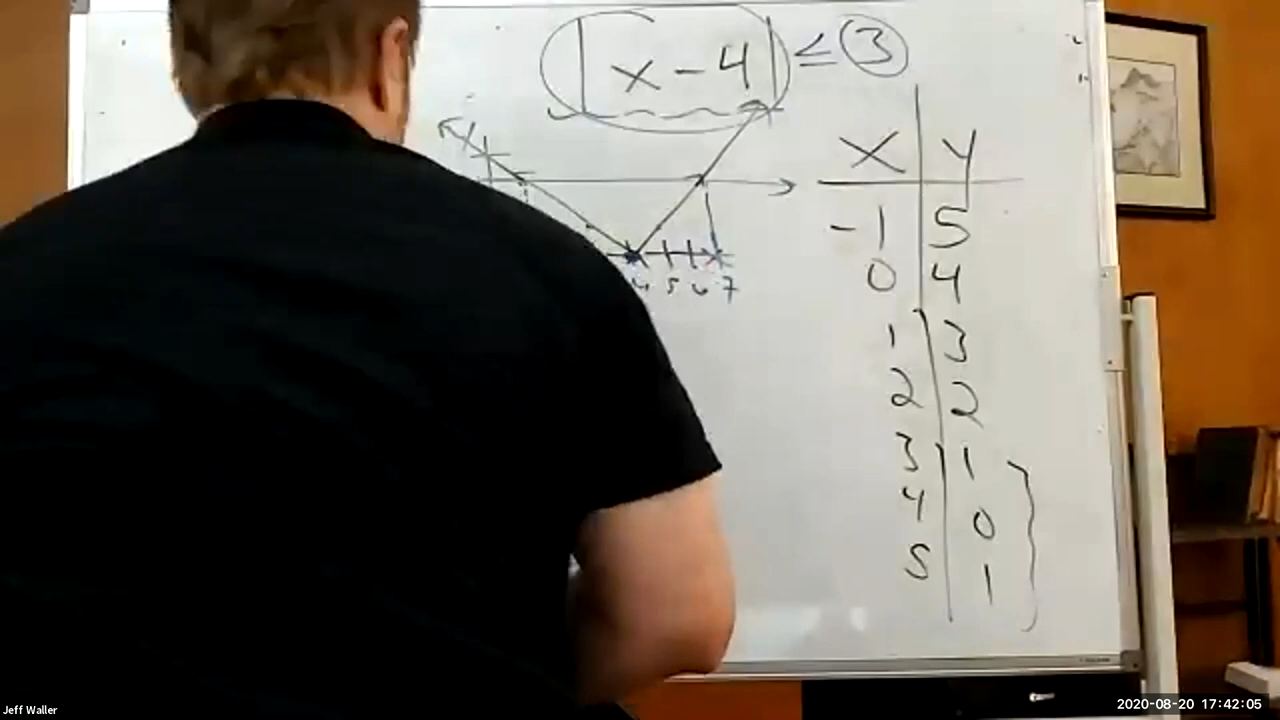 |x - 4| ≤ 3
x y
-1 5
0 4
1 3
2 2
3 1
4 0
5 1
4 5 6 7
Jeff Waller
2020-08-20 17:42:05